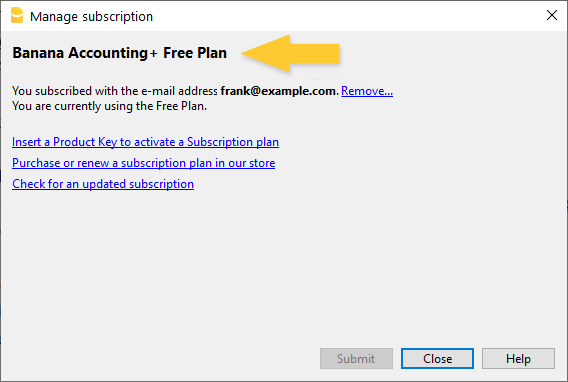 Manage subscription
Banana Accounting+ Free Plan
You subscribed with the e-mail address frank@example.com. Remove...
You are currently using the Free Plan.
Insert a Product Key to activate a Subscription plan
Purchase or renew a subscription plan in our store
Check for an updated subscription
Submit Close Help